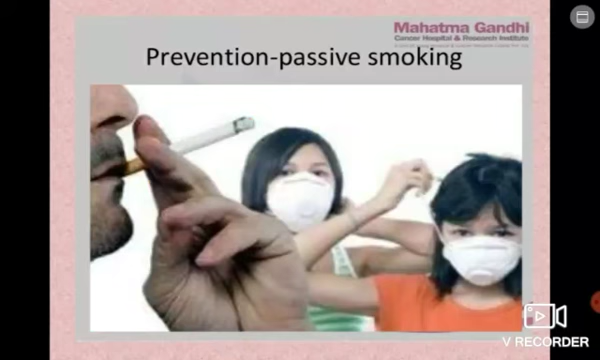 Mahatma Gandhi
Cancer Hospital & Research Institute
Prevention-passive smoking
V RECORDER